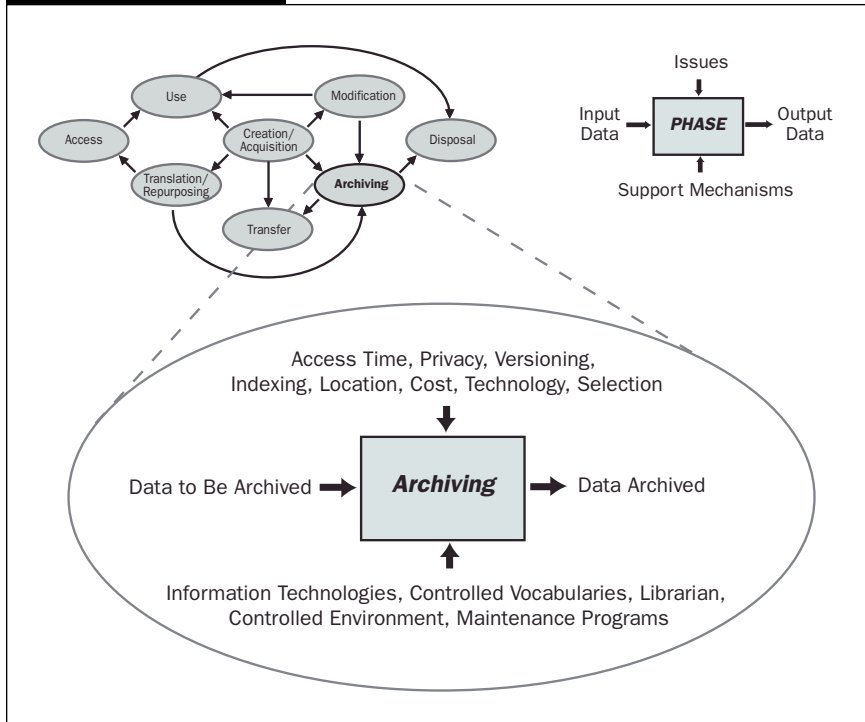 Use
Modification
Access
Creation/
Acquisition
Disposal
Translation/
Repurposing
Archiving
Transfer
Issues
Input
Data
PHASE
Output
Data
Support Mechanisms
Access Time, Privacy, Versioning,
Indexing, Location, Cost, Technology, Selection
Data to Be Archived
Archiving
Data Archived
Information Technologies, Controlled Vocabularies, Librarian,
Controlled Environment, Maintenance Programs